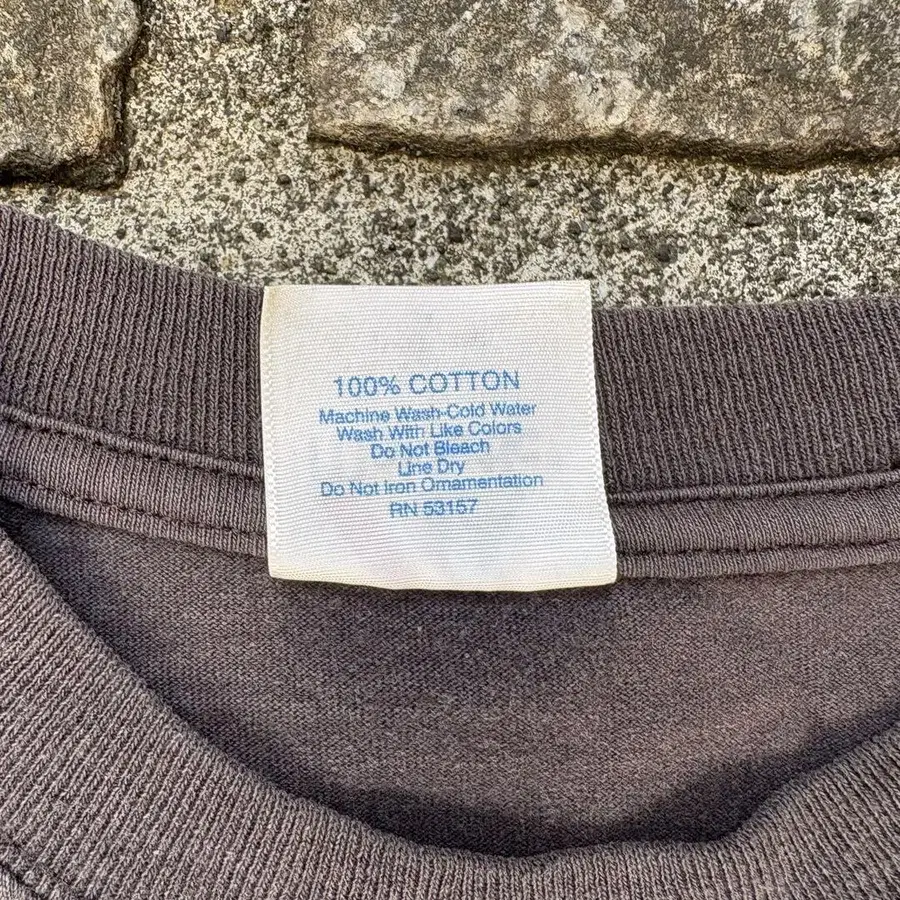 100% COTTON
Machine Wash-Cold Water
Wash With Like Colors
Do Not Bleach
Line Dry
Do Not Iron Ornamentation
RN 53157